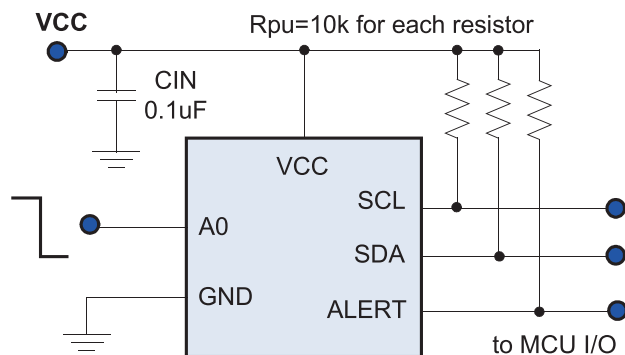 VCC
Rpu=10k for each resistor
CIN
0.1uF
VCC
SCL
A0
SDA
GND
ALERT
to MCU I/O